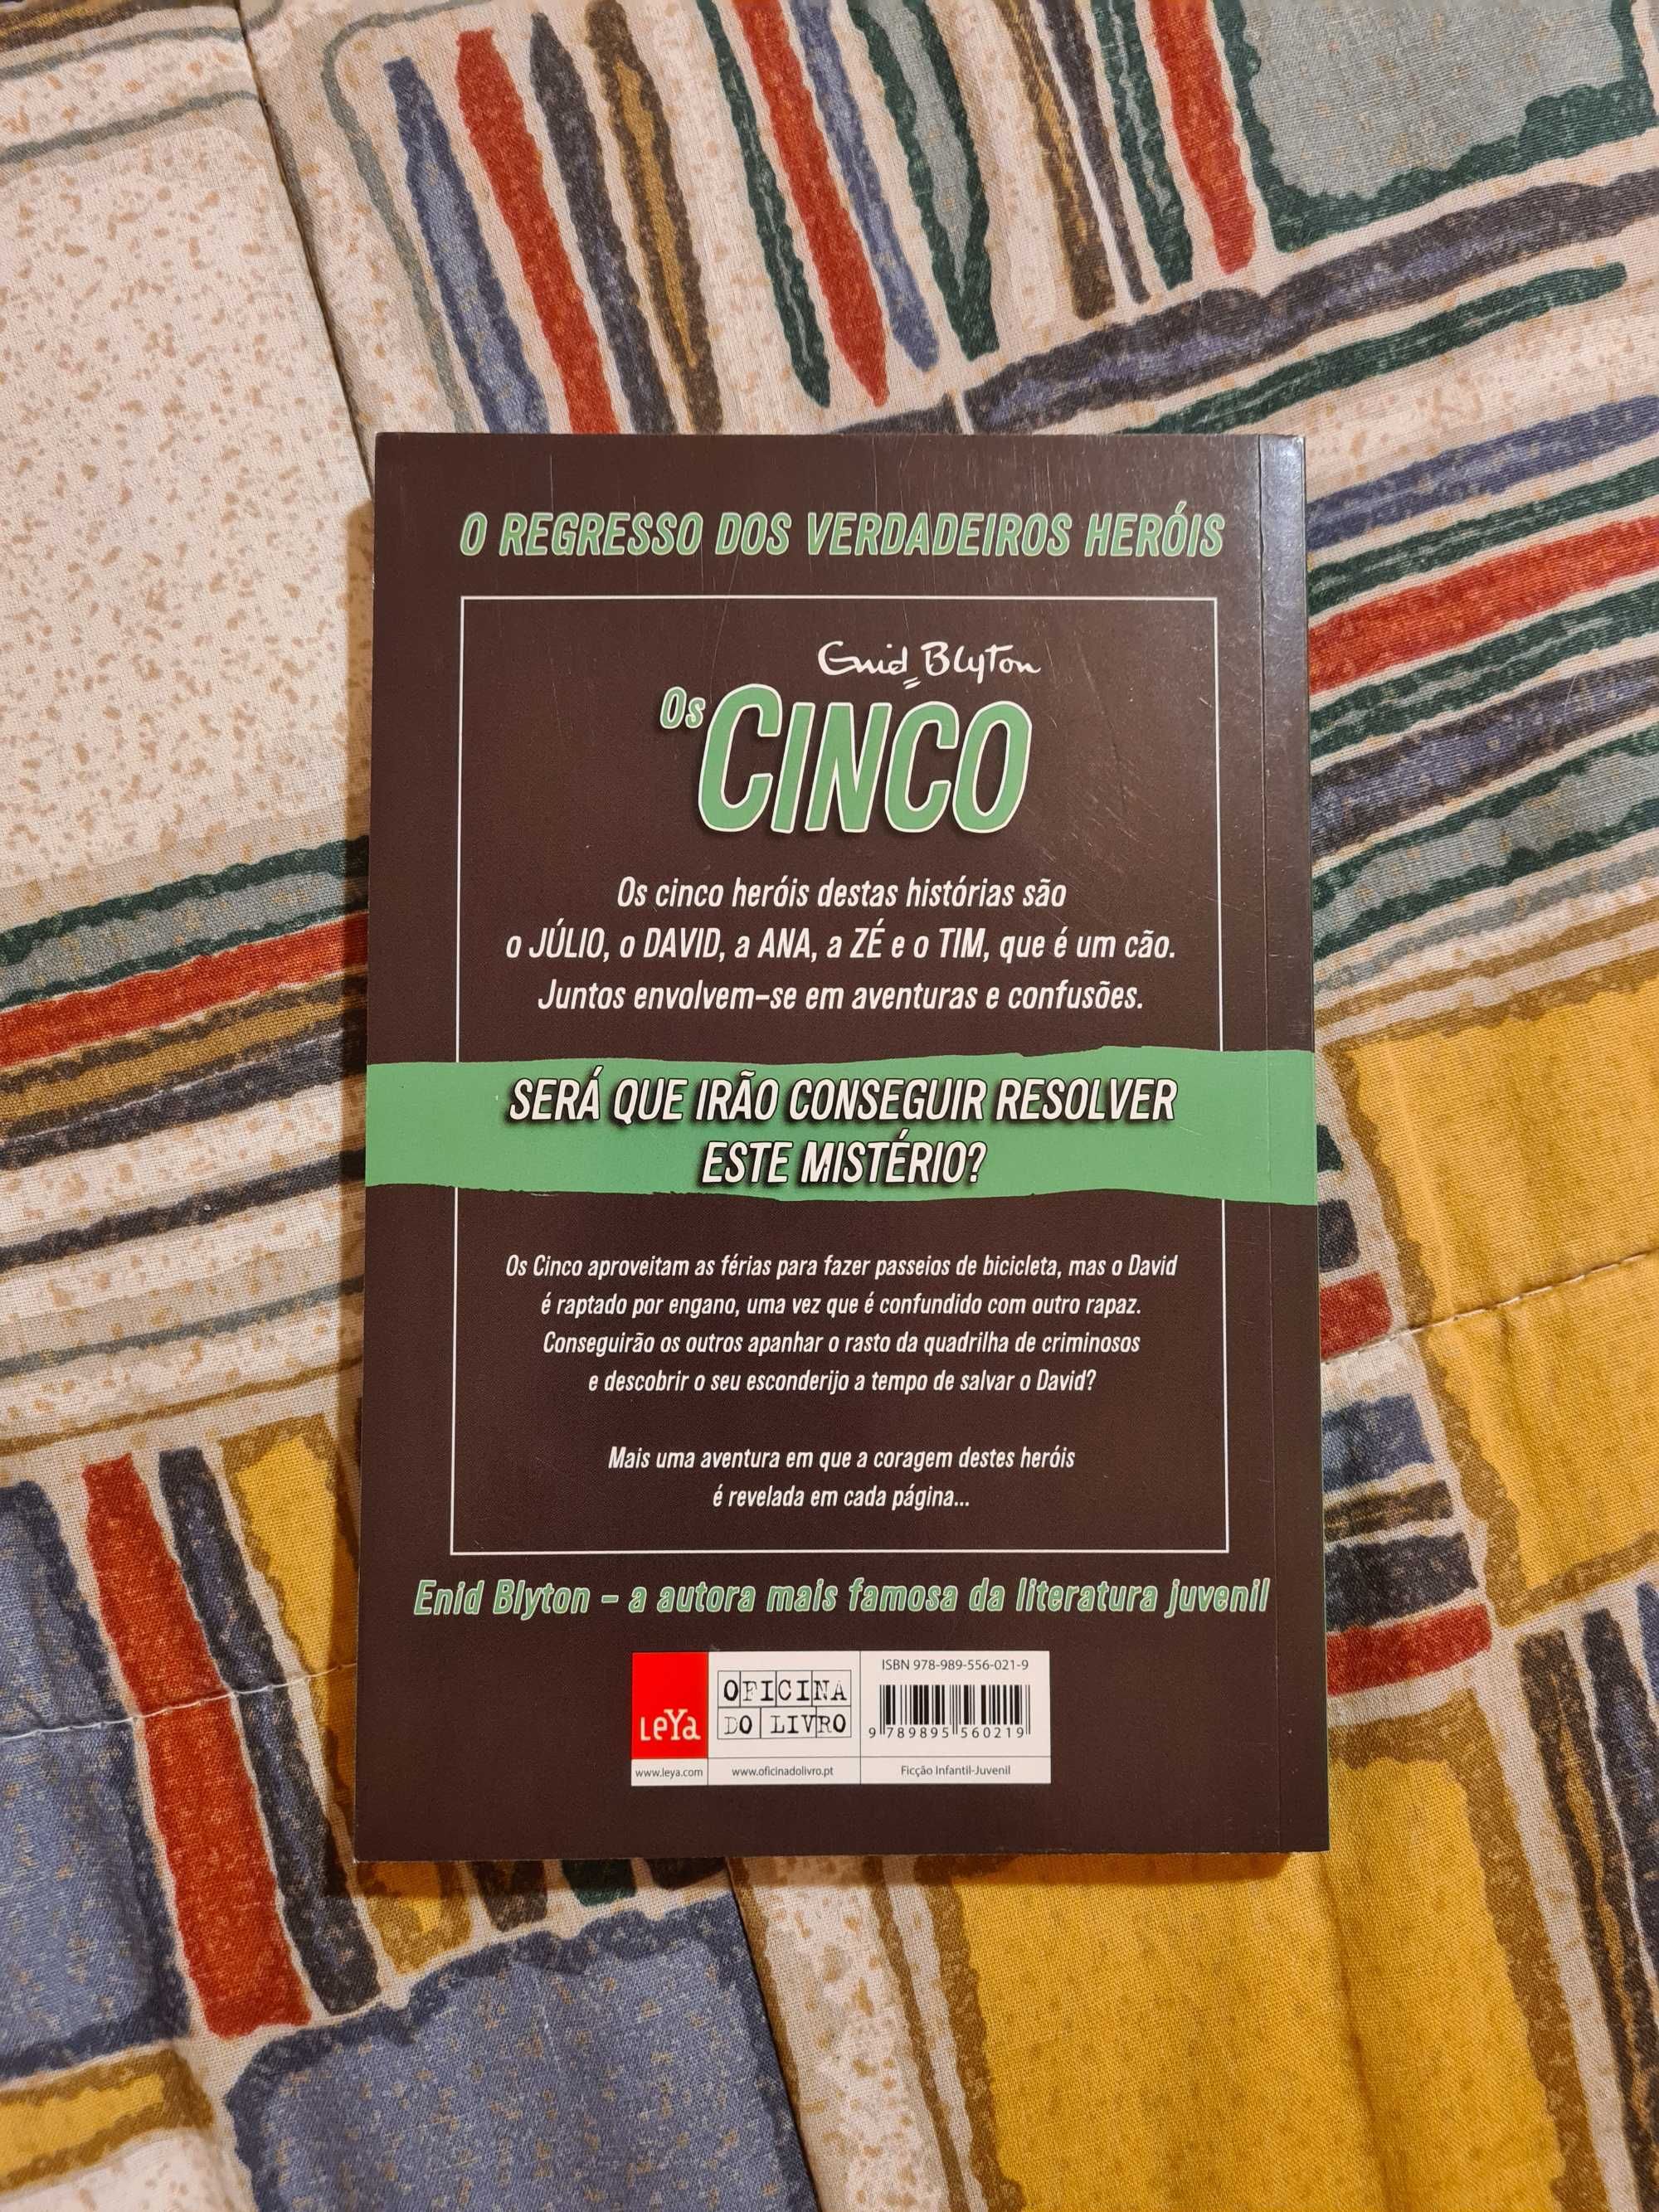 O REGRESSO DOS VERDADEIROS HERÓIS
Enid Blyton
Os CINCO
Os cinco heróis destas histórias são
o JÚLIO, o DAVID, a ANA, a ZÉ e o TIM, que é um cão.
Juntos envolvem-se em aventuras e confusões.
SERÁ QUE IRÃO CONSEGUIR RESOLVER
ESTE MISTÉRIO?
Os Cinco aproveitam as férias para fazer passeios de bicicleta, mas o David
é raptado por engano, uma vez que é confundido com outro rapaz.
Conseguirão os outros apanhar o rasto da quadrilha de criminosos
e descobrir o seu esconderijo a tempo de salvar o David?
Mais uma aventura em que a coragem destes heróis
é revelada em cada página...
Enid Blyton – a autora mais famosa da literatura juvenil
LeYa
www.leya.com
OFICINA
DO LIVRO
www.oficinadolivro.pt
ISBN 978-989-556-021-9
9 789895 560219
Ficção Infantil-Juvenil